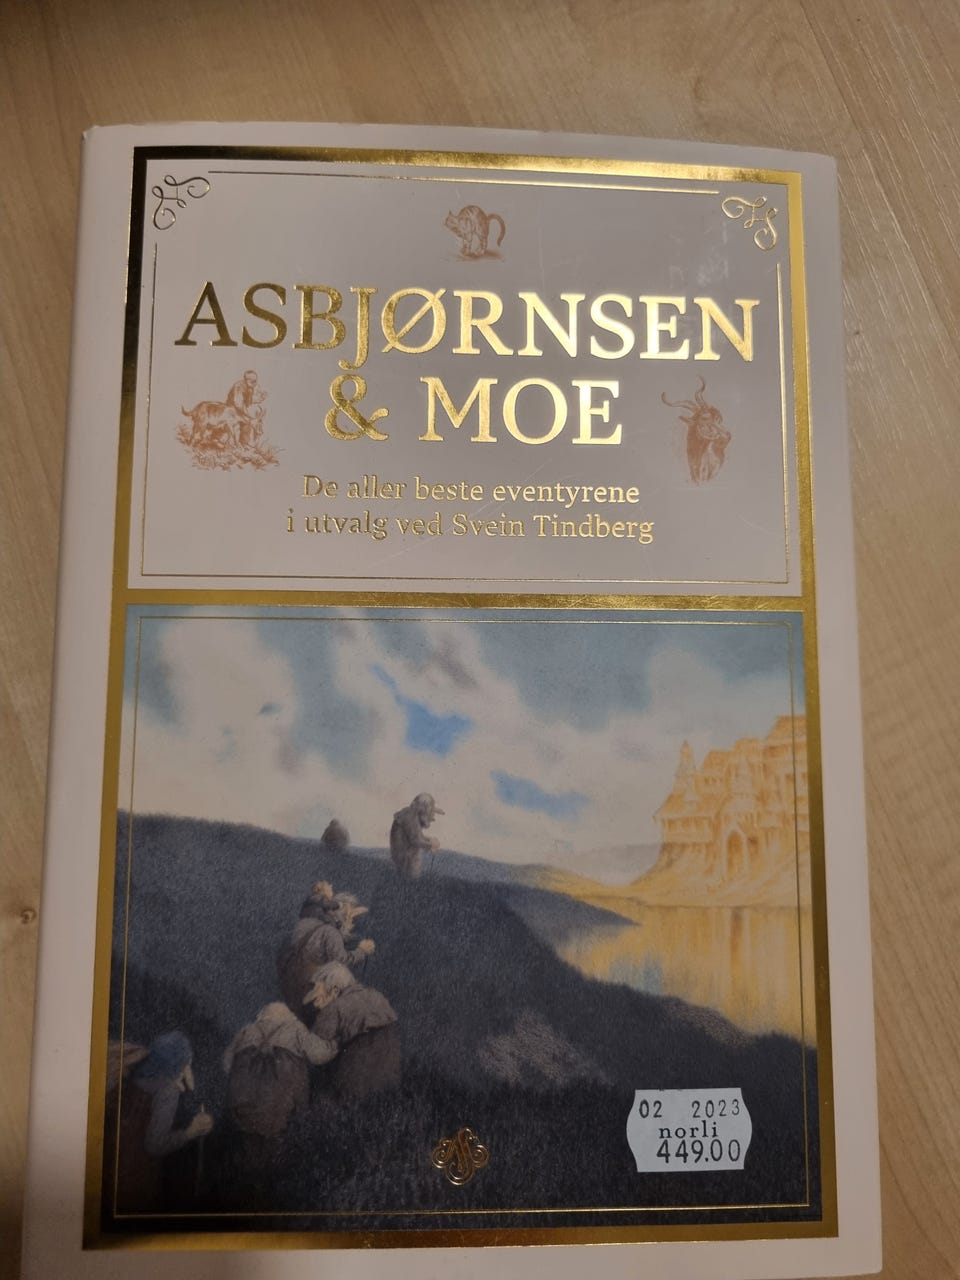 ASBJØRNSEN
& MOE
De aller beste eventyrene
i utvalg ved Svein Tindberg
02 2023
norli
449.00